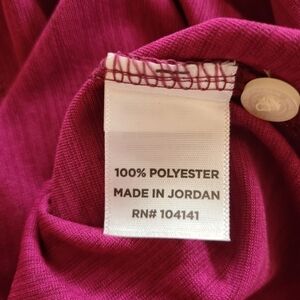 100% POLYESTER
MADE IN JORDAN
RN# 104141